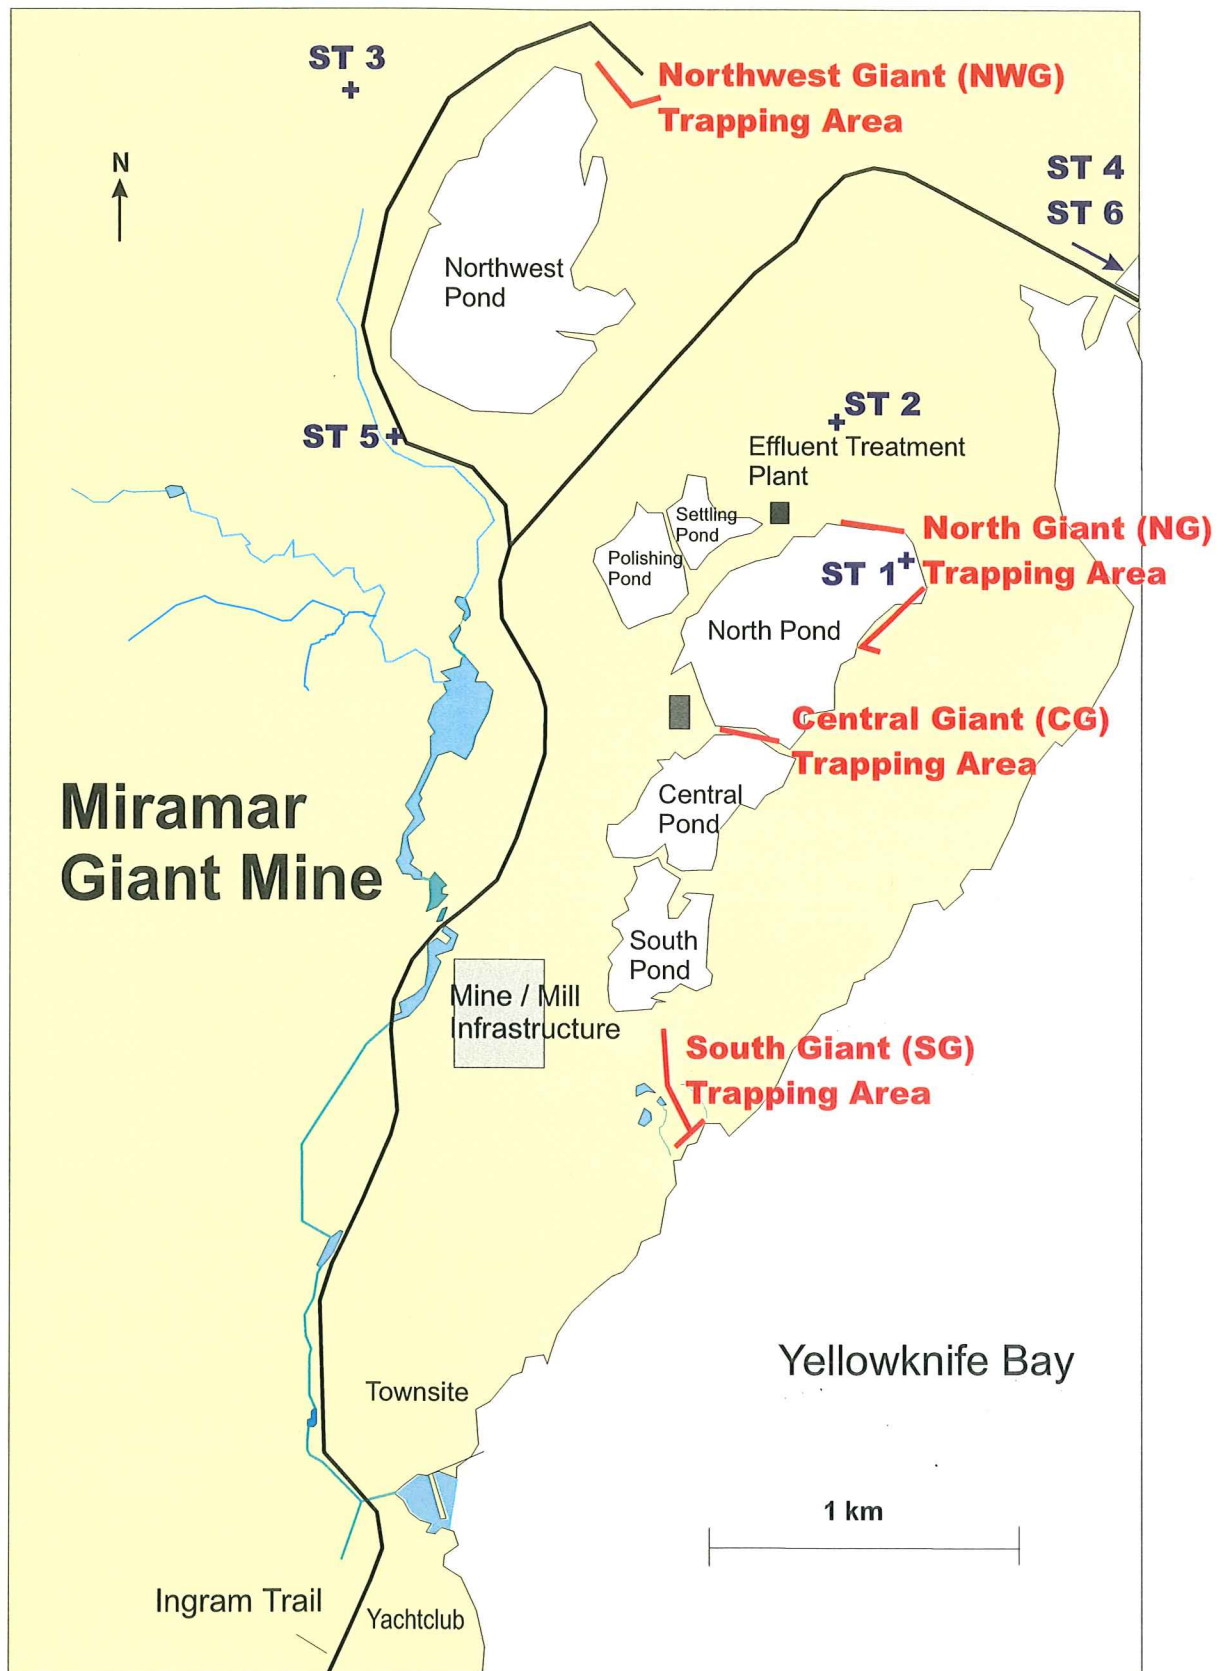 ST 3
Northwest Giant (NWG)
Trapping Area
N
ST 4
ST 6
Northwest
Pond
ST 2
ST 5
Effluent Treatment
Plant
Settling
Pond
North Giant (NG)
Trapping Area
Polishing
Pond
ST 1
North Pond
Central Giant (CG)
Trapping Area
Central
Pond
Miramar
Giant Mine
South
Pond
Mine / Mill
Infrastructure
South Giant (SG)
Trapping Area
Yellowknife Bay
Townsite
1 km
Ingram Trail
Yachtclub